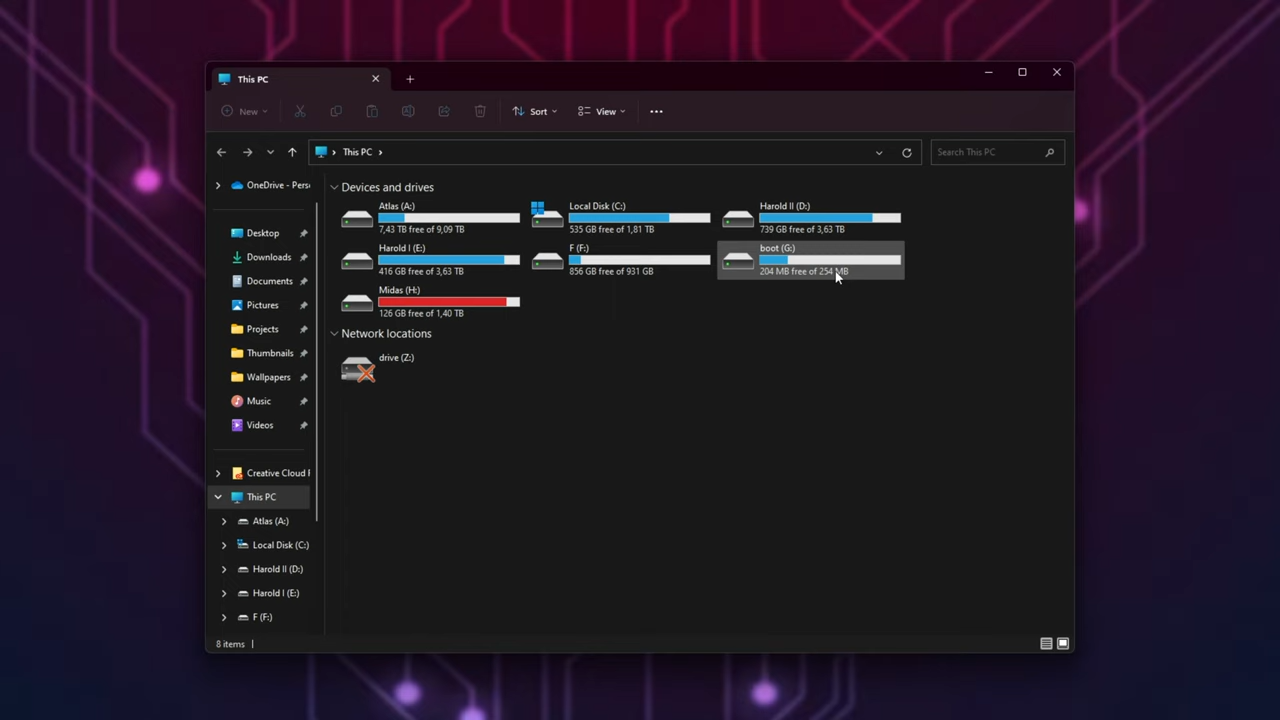 This PC
New
Sort
View
This PC
Search This PC
OneDrive - Pers
Desktop
Downloads
Documents
Pictures
Projects
Thumbnails
Wallpapers
Music
Videos
Creative Cloud F
This PC
Atlas (A:)
Local Disk (C:)
Harold II (D:)
Harold I (E:)
F (F:)
Devices and drives
Atlas (A:)
7,43 TB free of 9,09 TB
Local Disk (C:)
535 GB free of 1,81 TB
Harold II (D:)
739 GB free of 3,63 TB
Harold I (E:)
416 GB free of 3,63 TB
F (F:)
856 GB free of 931 GB
boot (G:)
204 MB free of 254 MB
Midas (H:)
126 GB free of 1,40 TB
Network locations
drive (Z:)
8 items